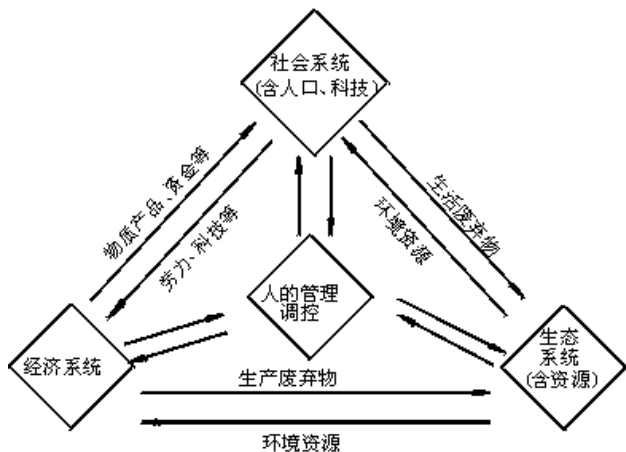 社会系统
(含人口、科技)
物质产品、资金等
劳力、科技等
生活废弃物
环境资源
人的管理
调控
经济系统
生态
系统
(含资源)
生产废弃物
环境资源